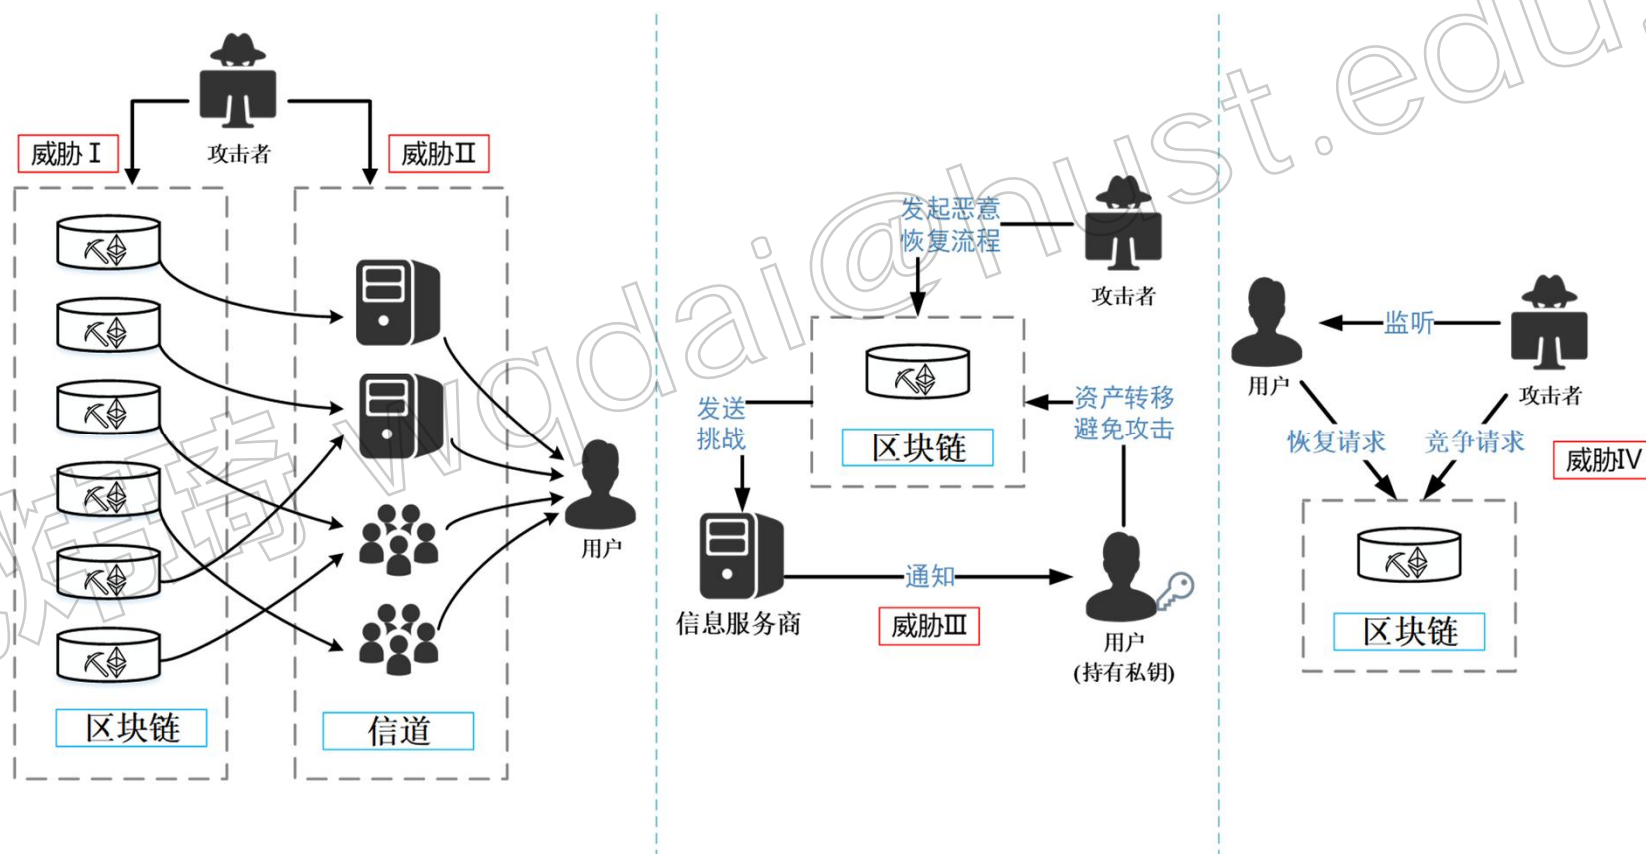 攻击者
威胁Ⅰ
威胁Ⅱ
用户
区块链
信道
发起恶意
恢复流程
攻击者
发送
挑战
区块链
资产转移
避免攻击
通知
信息服务商
威胁Ⅲ
用户
(持有私钥)
监听
用户
攻击者
恢复请求
竞争请求
威胁Ⅳ
区块链
wqdai@hust.edu.